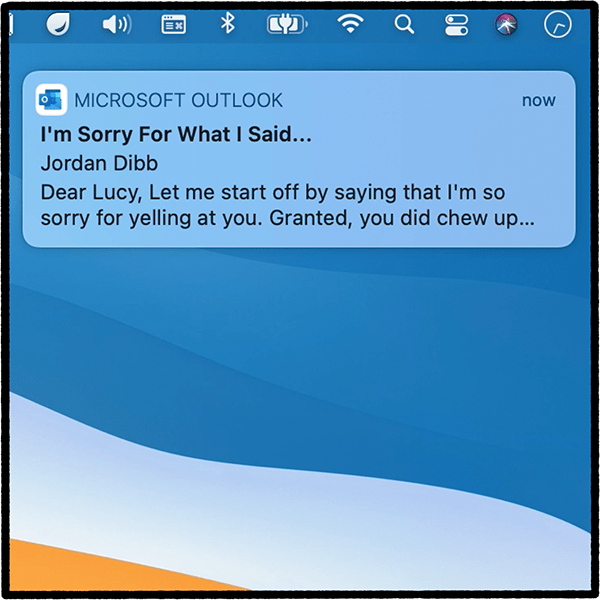 MICROSOFT OUTLOOK now
I'm Sorry For What I Said...
Jordan Dibb
Dear Lucy, Let me start off by saying that I'm so
sorry for yelling at you. Granted, you did chew up...